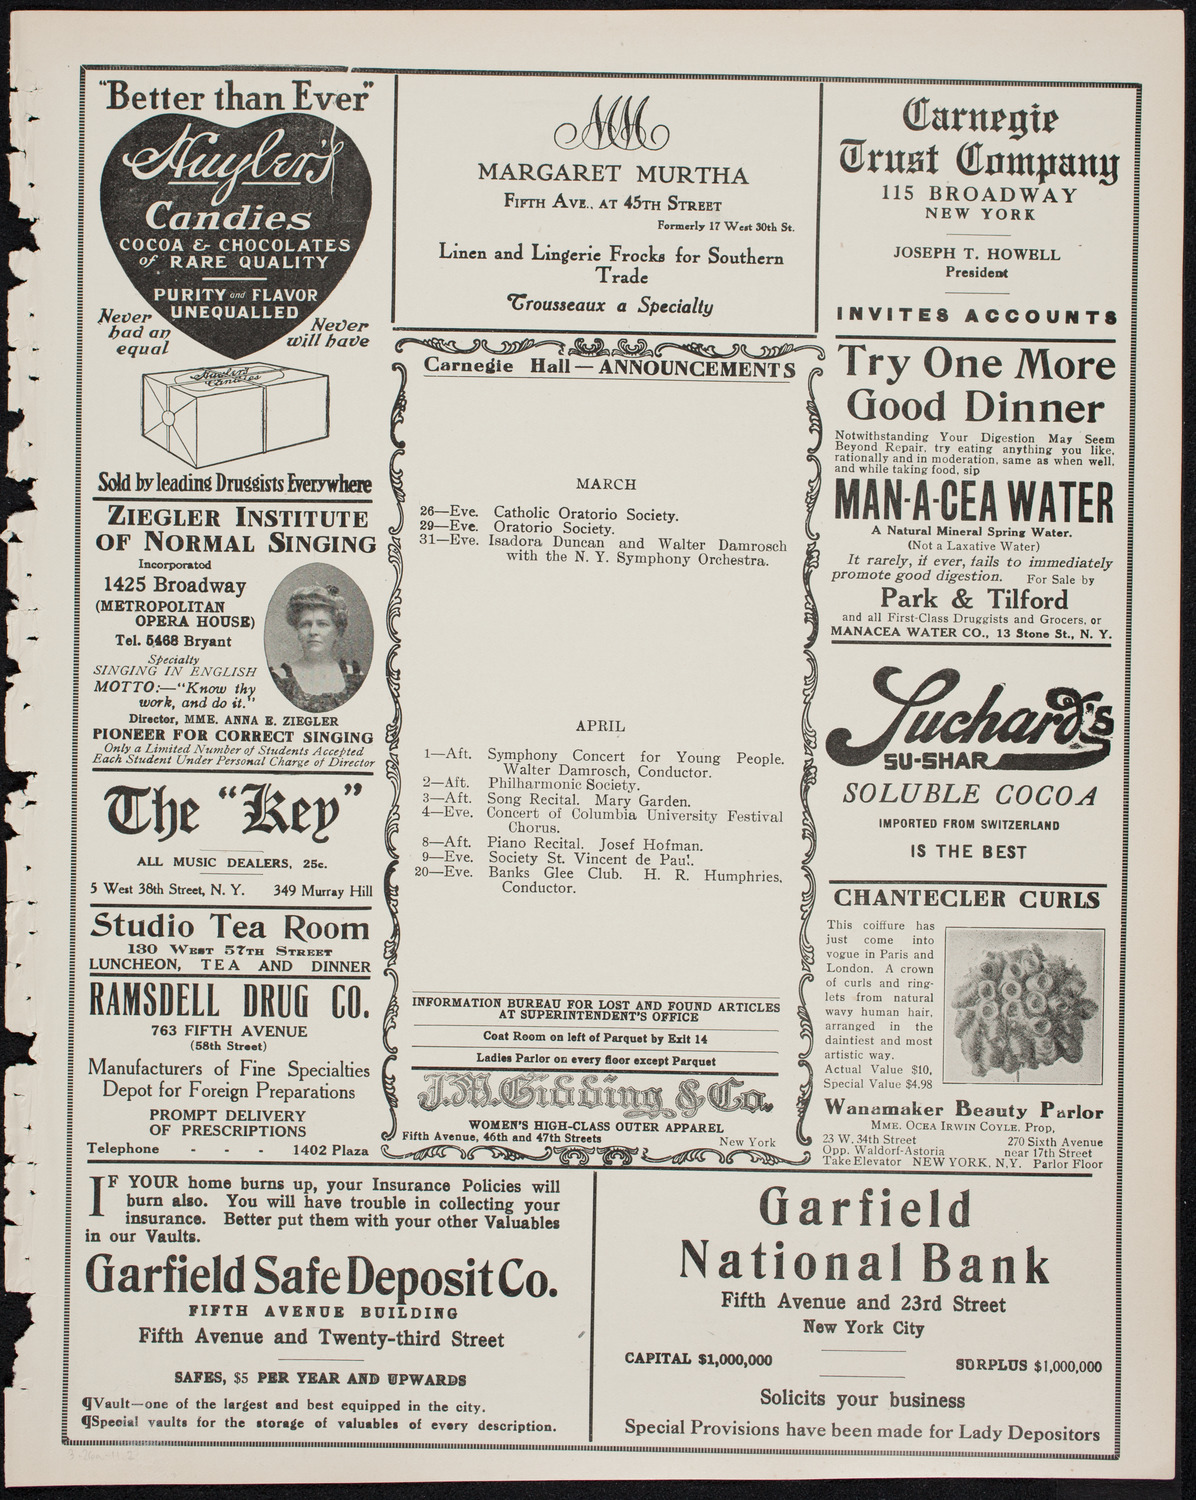 "Better than Ever"
Huyler's
Candies
COCOA & CHOCOLATES
of RARE QUALITY
PURITY and FLAVOR
UNEQUALLED
Never
had an
equal
Never
will have
Huyler's
Candies
Sold by leading Druggists Everywhere
ZIEGLER INSTITUTE
OF NORMAL SINGING
Incorporated
1425 Broadway
(METROPOLITAN
OPERA HOUSE)
Tel. 5468 Bryant
Specialty
SINGING IN ENGLISH
MOTTO:—"Know thy
work, and do it."
Director, MME. ANNA E. ZIEGLER
PIONEER FOR CORRECT SINGING
Only a Limited Number of Students Accepted
Each Student Under Personal Charge of Director
The "Key"
ALL MUSIC DEALERS, 25c.
5 West 38th Street, N. Y. 349 Murray Hill
Studio Tea Room
130 WEST 57TH STREET
LUNCHEON, TEA AND DINNER
RAMSDELL DRUG CO.
763 FIFTH AVENUE
(58th Street)
Manufacturers of Fine Specialties
Depot for Foreign Preparations
PROMPT DELIVERY
OF PRESCRIPTIONS
Telephone - - - 1402 Plaza
MM
MARGARET MURTHA
FIFTH AVE., AT 45TH STREET
Formerly 17 West 30th St.
Linen and Lingerie Frocks for Southern
Trade
Trousseaux a Specialty
Carnegie Hall—ANNOUNCEMENTS
MARCH
26—Eve. Catholic Oratorio Society.
29—Eve. Oratorio Society.
31—Eve. Isadora Duncan and Walter Damrosch
with the N. Y. Symphony Orchestra.
APRIL
1—Aft. Symphony Concert for Young People.
Walter Damrosch, Conductor.
2—Aft. Philharmonic Society.
3—Aft. Song Recital. Mary Garden.
4—Eve. Concert of Columbia University Festival
Chorus.
8—Aft. Piano Recital. Josef Hofman.
9—Eve. Society St. Vincent de Paul.
20—Eve. Banks Glee Club. H. R. Humphries,
Conductor.
INFORMATION BUREAU FOR LOST AND FOUND ARTICLES
AT SUPERINTENDENT'S OFFICE
Coat Room on left of Parquet by Exit 14
Ladies Parlor on every floor except Parquet
J. M. Gidding & Co.
WOMEN'S HIGH-CLASS OUTER APPAREL
Fifth Avenue, 46th and 47th Streets New York
Carnegie
Trust Company
115 BROADWAY
NEW YORK
JOSEPH T. HOWELL
President
INVITES ACCOUNTS
Try One More
Good Dinner
Notwithstanding Your Digestion May Seem
Beyond Repair, try eating anything you like,
rationally and in moderation, same as when well,
and while taking food, sip
MAN-A-CEA WATER
A Natural Mineral Spring Water.
(Not a Laxative Water)
It rarely, if ever, fails to immediately
promote good digestion. For Sale by
Park & Tilford
and all First-Class Druggists and Grocers, or
MANACEA WATER CO., 13 Stone St., N. Y.
Suchard's
SU-SHAR
SOLUBLE COCOA
IMPORTED FROM SWITZERLAND
IS THE BEST
CHANTECLER CURLS
This coiffure has
just come into
vogue in Paris and
London. A crown
of curls and ring-
lets from natural
wavy human hair,
arranged in the
daintiest and most
artistic way.
Actual Value $10,
Special Value $4.98
Wanamaker Beauty Parlor
MME. OCEA IRWIN COYLE, Prop,
23 W. 34th Street 270 Sixth Avenue
Opp. Waldorf-Astoria near 17th Street
Take Elevator NEW YORK, N.Y. Parlor Floor
IF YOUR home burns up, your Insurance Policies will
burn also. You will have trouble in collecting your
insurance. Better put them with your other Valuables
in our Vaults.
Garfield Safe Deposit Co.
FIFTH AVENUE BUILDING
Fifth Avenue and Twenty-third Street
SAFES, $5 PER YEAR AND UPWARDS
¶Vault—one of the largest and best equipped in the city.
¶Special vaults for the storage of valuables of every description.
Garfield
National Bank
Fifth Avenue and 23rd Street
New York City
CAPITAL $1,000,000 SURPLUS $1,000,000
Solicits your business
Special Provisions have been made for Lady Depositors